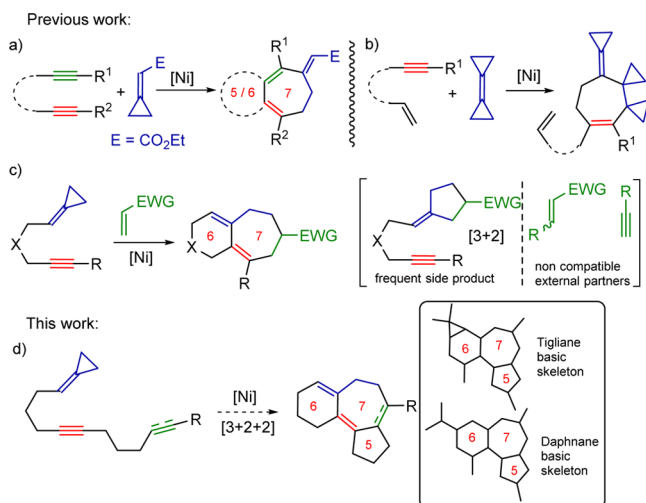 Previous work:
a)
E
R¹
R²
+
[Ni]
E = CO₂Et
5 / 6
7
R¹
R²
E
b)
R¹
+
[Ni]
R¹
c)
X
R
EWG
[Ni]
X
6
7
EWG
R
EWG
[3+2]
X
R
frequent side product
EWG
R
R
non compatible
external partners
This work:
d)
R
[Ni]
[3+2+2]
6
7
5
R
6
7
5
Tigliane
basic
skeleton
6
7
5
Daphnane
basic
skeleton